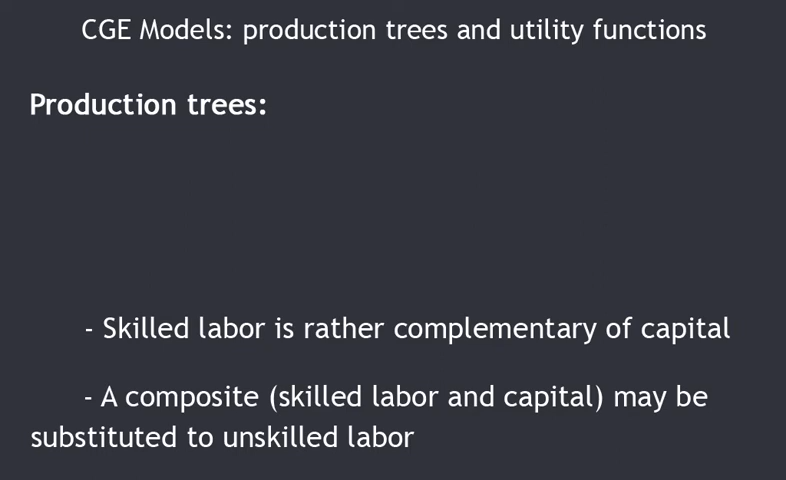 CGE Models: production trees and utility functions
Production trees:
- Skilled labor is rather complementary of capital
- A composite (skilled labor and capital) may be
substituted to unskilled labor